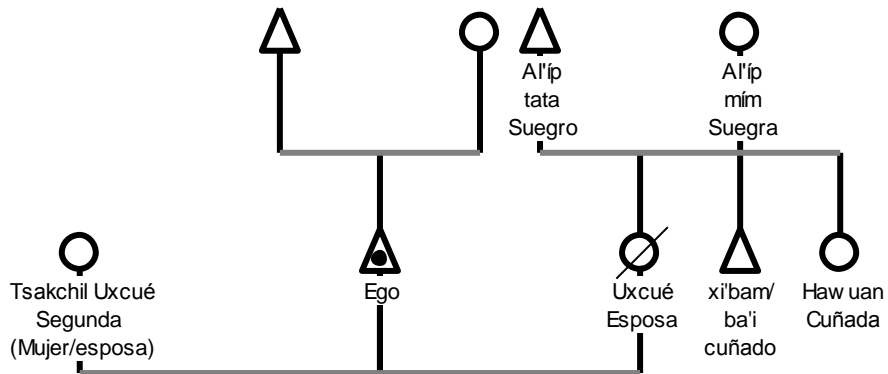 Al'íp
tata
Suegro
Al'íp
mím
Suegra
Tsakchil Uxcué
Segunda
(Mujer/esposa)
Ego
Uxcué
Esposa
xi'bam/
ba'i
cuñado
Haw uan
Cuñada